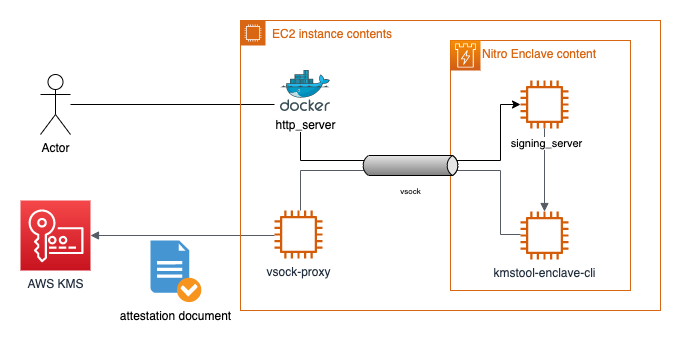 EC2 instance contents
Nitro Enclave content
docker
http_server
Actor
signing_server
vsock
AWS KMS
vsock-proxy
kmstool-enclave-cli
attestation document